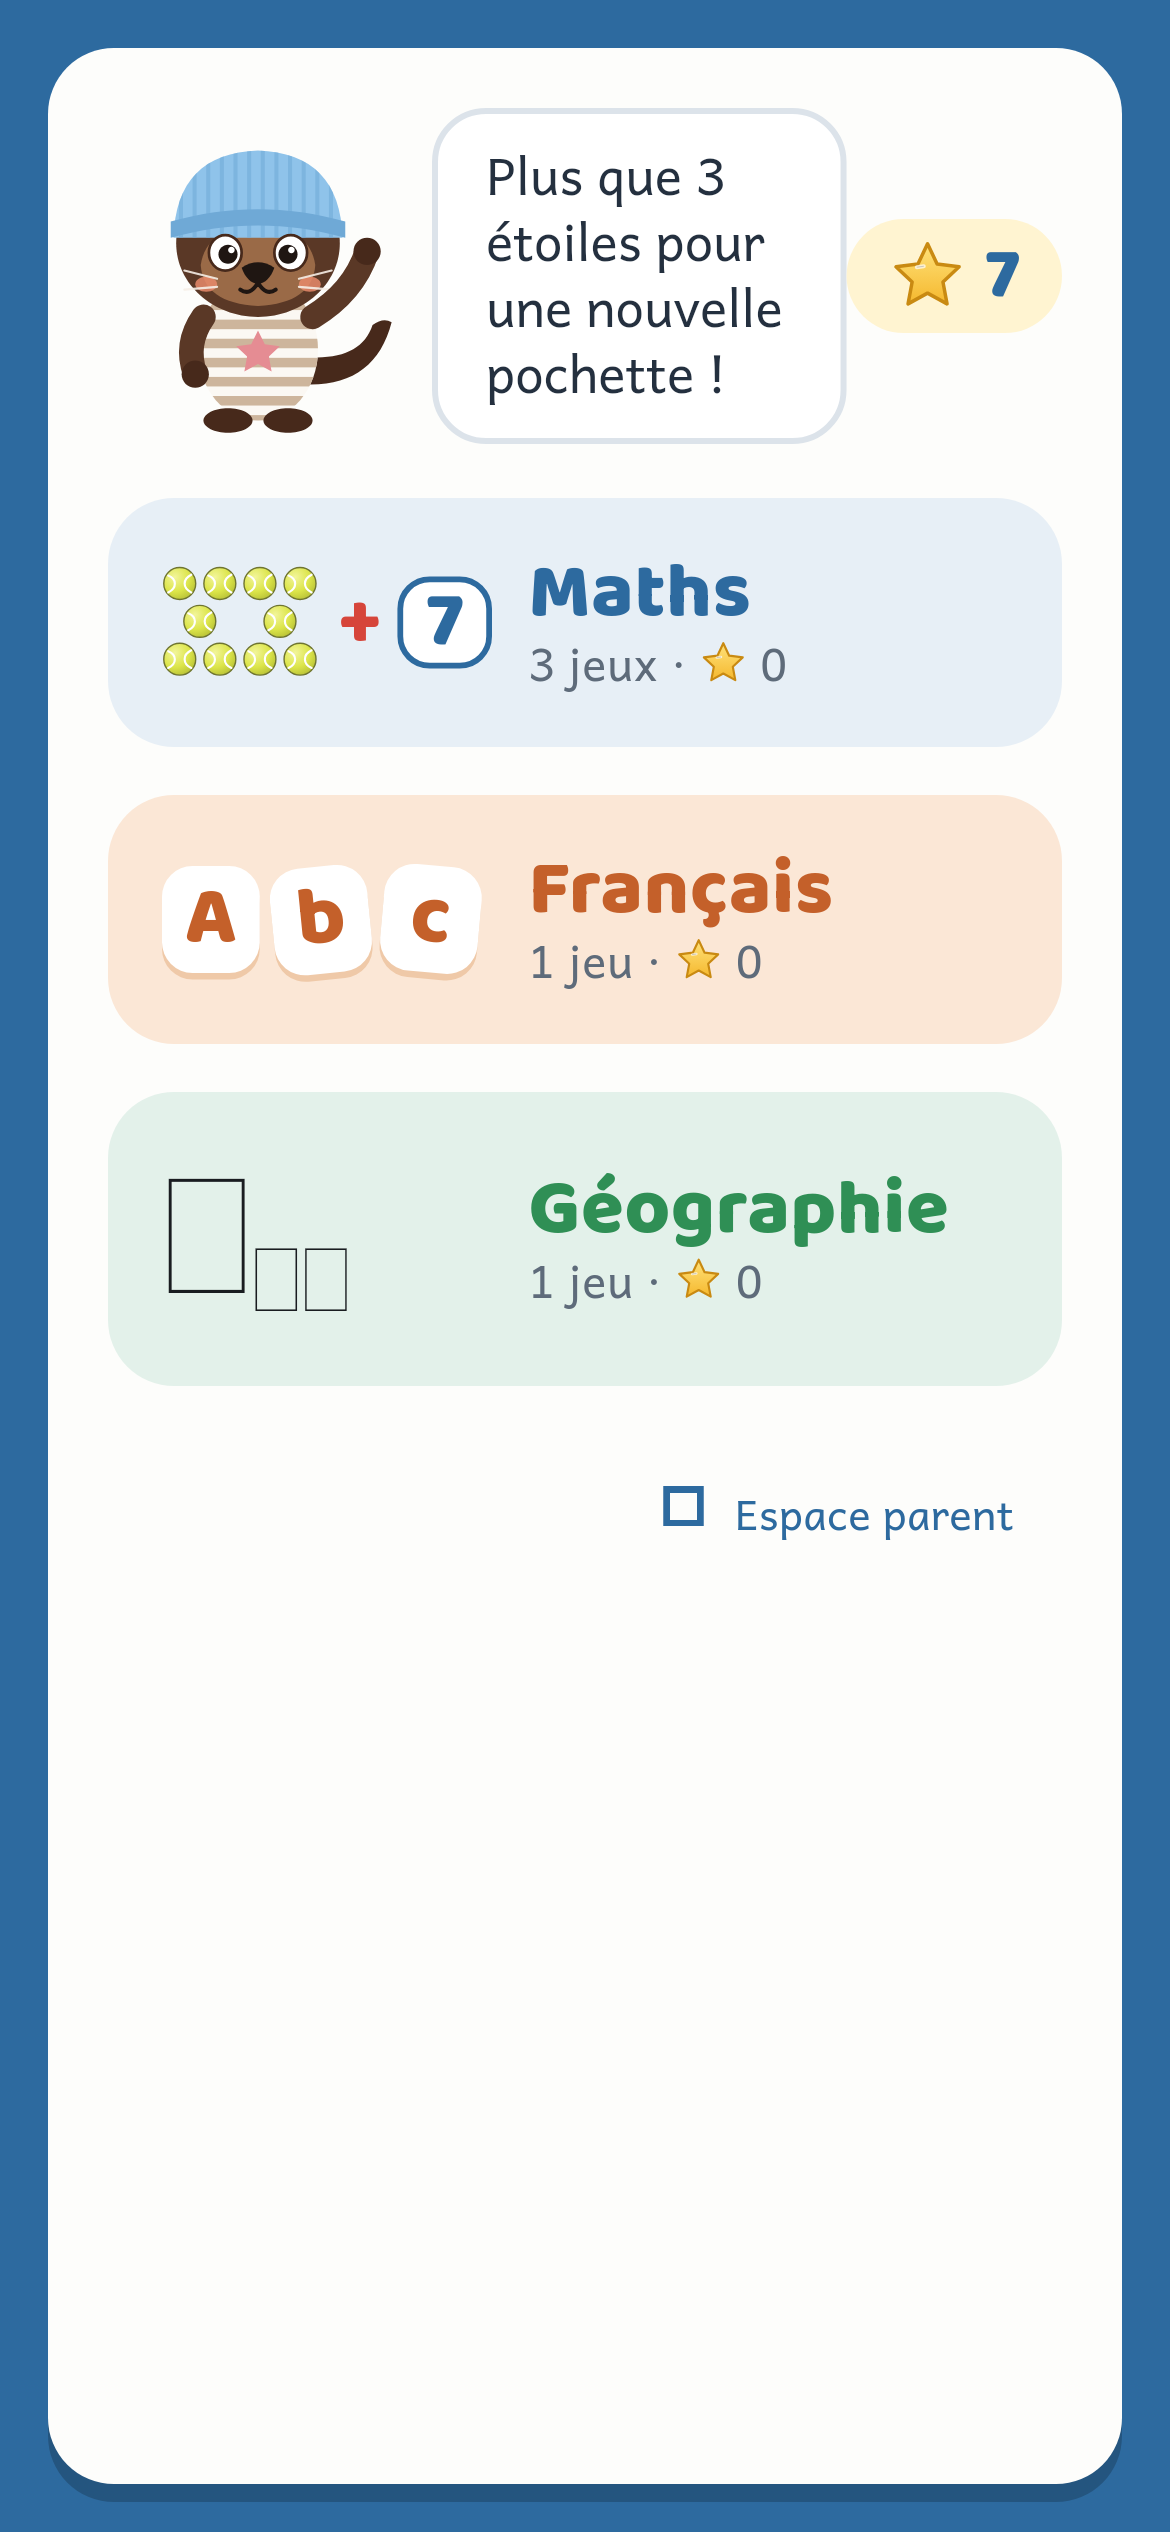 Plus que 3
étoiles pour
une nouvelle
pochette !
7
+ 7
Maths
3 jeux · ⭐ 0
A b c
Français
1 jeu · ⭐ 0
Géographie
1 jeu · ⭐ 0
Espace parent